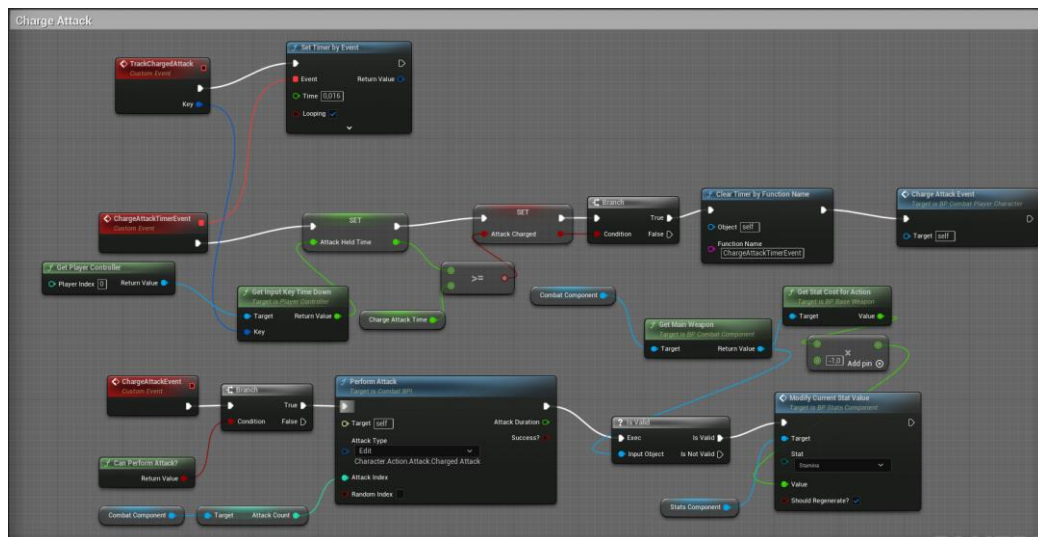 Charge Attack
TrackChargedAttack
Custom Event
Key
Set Timer by Event
Event
Return Value
Time 0,016
Looping
ChargeAttackTimerEvent
Custom Event
SET
Attack Held Time
SET
Attack Charged
Branch
True
Condition
False
Clear Timer by Function Name
Object self
Function Name
ChargeAttackTimerEvent
Charge Attack Event
Target is BP Combat Player Character
Target self
Get Player Controller
Player Index 0
Return Value
Get Input Key Time Down
Target is Player Controller
Target
Return Value
Key
>=
Charge Attack Time
Combat Component
Get Main Weapon
Target is BP Combat Component
Target
Return Value
Get Stat Cost for Action
Target is BP Base Weapon
Target
Value
x
-1,0
Add pin
ChargeAttackEvent
Custom Event
Branch
True
Condition
False
Can Perform Attack?
Return Value
Perform Attack
Target is Combat BPI
Target self
Attack Duration
Success?
Attack Type
Edit
Character.Action.Attack.Charged Attack
Attack Index
Random Index
Combat Component
Target
Attack Count
Is Valid
Exec
Is Valid
Input Object
Is Not Valid
Stats Component
Modify Current Stat Value
Target is BP Stats Component
Target
Stat
Stamina
Value
Should Regenerate?